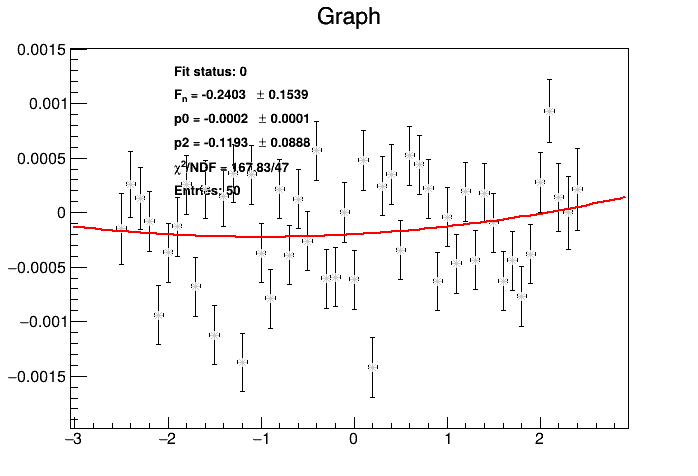 Graph
0.0015
0.001
0.0005
0
−0.0005
−0.001
−0.0015
Fit status: 0
Fn = -0.2403 ± 0.1539
p0 = -0.0002 ± 0.0001
p2 = -0.1193 ± 0.0888
χ²/NDF = 167.83/47
Entries: 50
−3 −2 −1 0 1 2